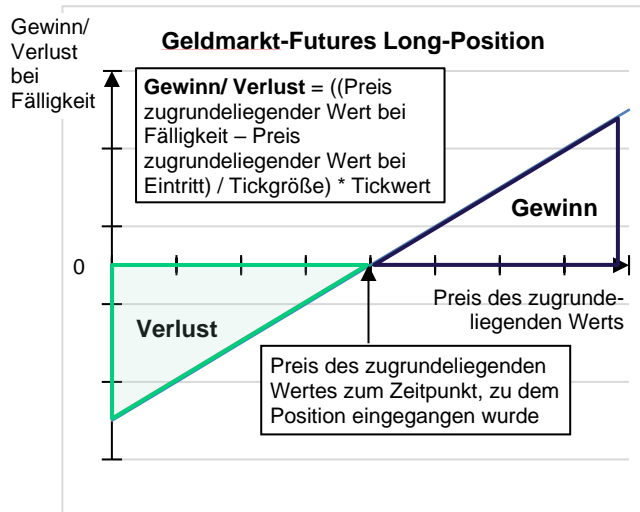 Gewinn/
Verlust
bei
Fälligkeit
Geldmarkt-Futures Long-Position
Gewinn/ Verlust = ((Preis
zugrundeliegender Wert bei
Fälligkeit – Preis
zugrundeliegender Wert bei
Eintritt) / Tickgröße) * Tickwert
Gewinn
0
Preis des zugrunde-
liegenden Werts
Verlust
Preis des zugrundeliegenden
Wertes zum Zeitpunkt, zu dem
Position eingegangen wurde